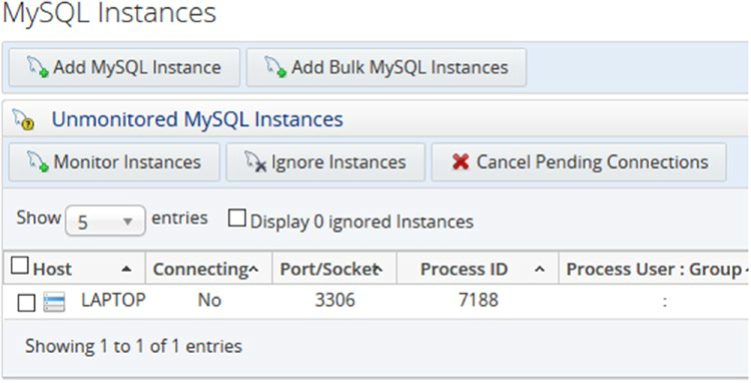 MySQL Instances
Add MySQL Instance Add Bulk MySQL Instances
Unmonitored MySQL Instances
Monitor Instances Ignore Instances Cancel Pending Connections
Show 5 entries Display 0 ignored Instances
Host Connecting Port/Socket Process ID Process User : Group
LAPTOP No 3306 7188 :
Showing 1 to 1 of 1 entries